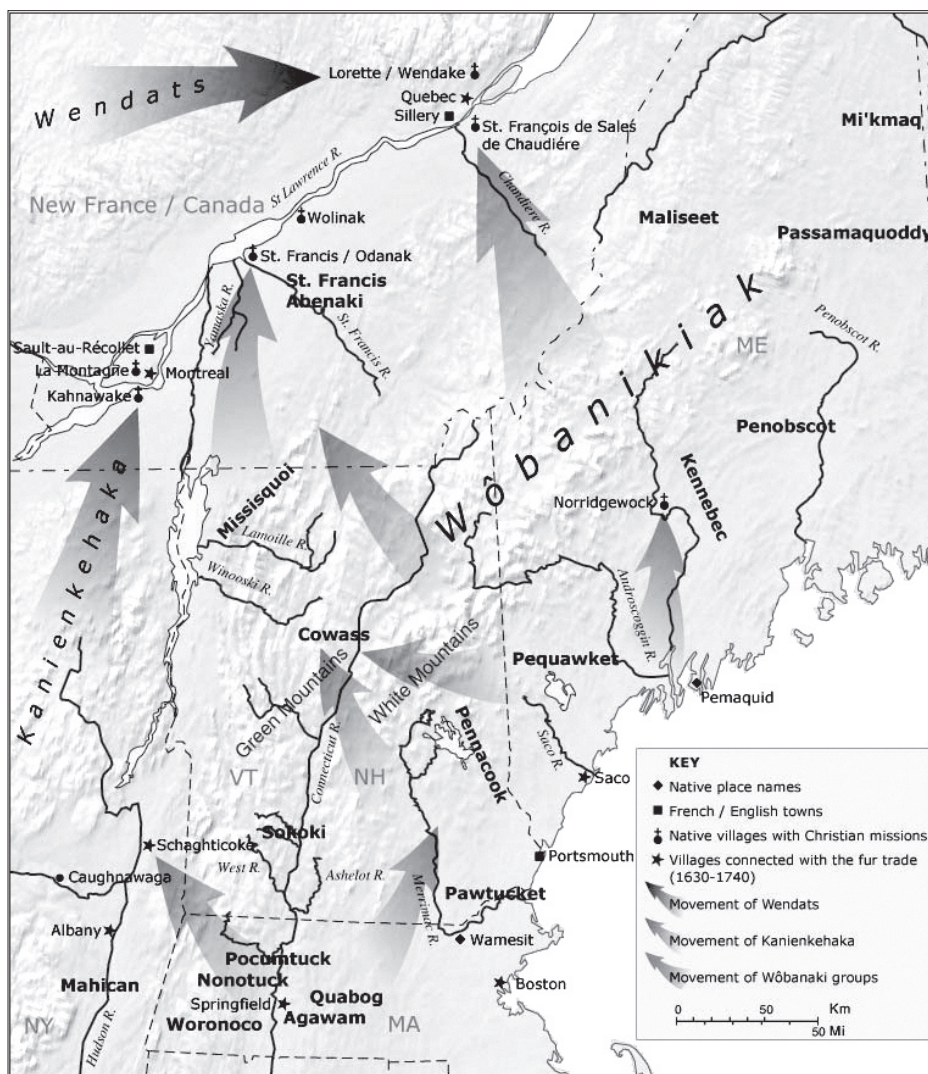 Wendats
Lorette / Wendake
Quebec
Sillery
St. François de Sales
de Chaudiére
Mi'kmaq
St Lawrence R.
New France / Canada
Chaudiere R.
Maliseet
Wolinak
Passamaquoddy
St. Francis / Odanak
St. Francis
Abenaki
Yamaska R.
St. Francis R.
Wôbanikiak
Penobscot R.
ME
Sault-au-Récollet
La Montagne
Montreal
Kahnawake
Penobscot
Kanienkehaka
Missisquoi
Kennebec
Norridgewock
Lamoille R.
Winooski R.
Androscoggin R.
Cowass
Green Mountains
White Mountains
Pequawket
Pemaquid
Connecticut R.
Pennacook
Saco R.
Saco
VT
NH
Schaghticoke
Sokoki
West R.
Ashelot R.
Merrimac R.
Portsmouth
Caughnawaga
Pawtucket
Albany
Wamesit
Pocumtuck
Nonotuck
Mahican
Springfield
Quabog
Agawam
Boston
Woronoco
NY
MA
Hudson R.
KEY
Native place names
French / English towns
Native villages with Christian missions
Villages connected with the fur trade
(1630-1740)
Movement of Wendats
Movement of Kanienkehaka
Movement of Wôbanaki groups
0 50 Km
0 50
Mi